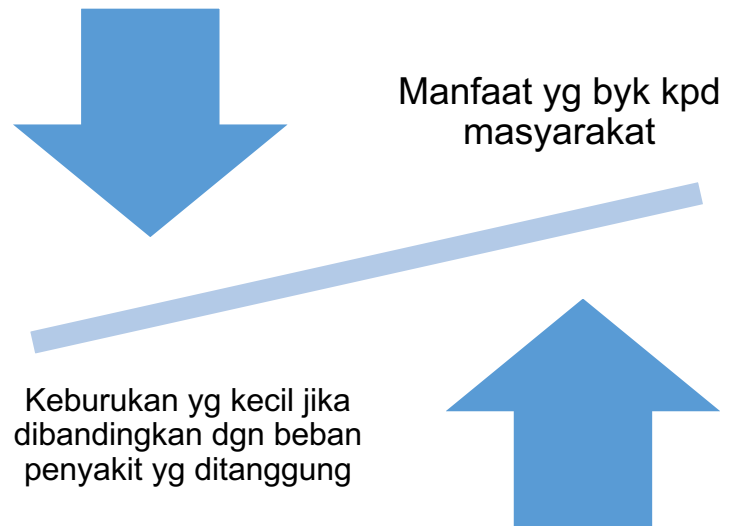 Manfaat yg byk kpd
masyarakat
Keburukan yg kecil jika
dibandingkan dgn beban
penyakit yg ditanggung